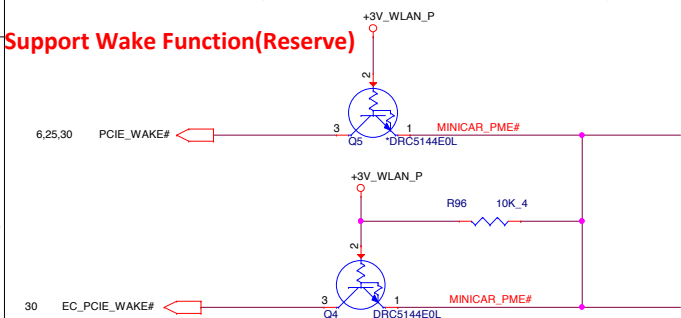 +3V_WLAN_P
Support Wake Function(Reserve)
2
6,25,30 PCIE_WAKE# 3 1 MINICAR_PME#
Q5 *DRC5144E0L
+3V_WLAN_P
R96 10K_4
2
30 EC_PCIE_WAKE# 3 1 MINICAR_PME#
Q4 DRC5144E0L